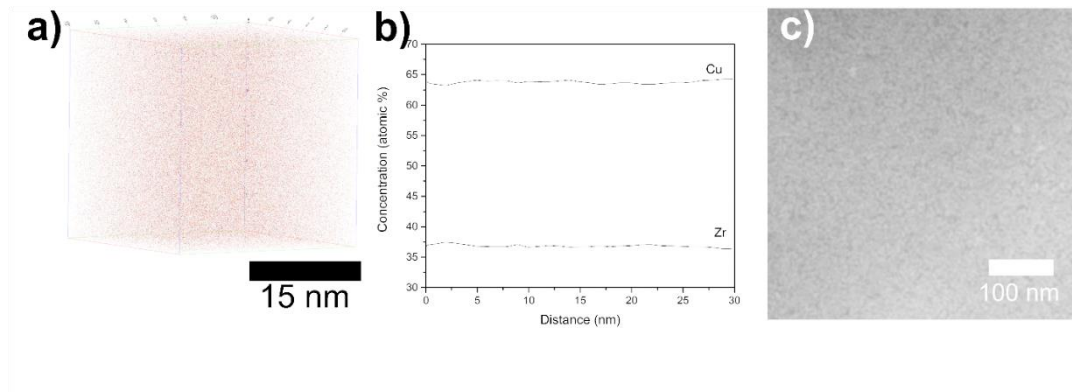 a)
15 nm
b)
70
65
60
55
50
45
40
35
30
Concentration (atomic %)
Cu
Zr
0 5 10 15 20 25 30
Distance (nm)
c)
100 nm